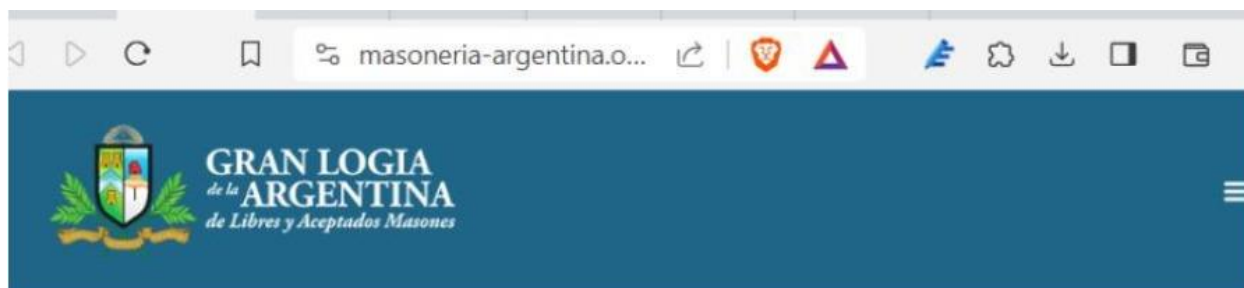 masoneria-argentina.o...
GRAN LOGIA
de la ARGENTINA
de Libres y Aceptados Masones